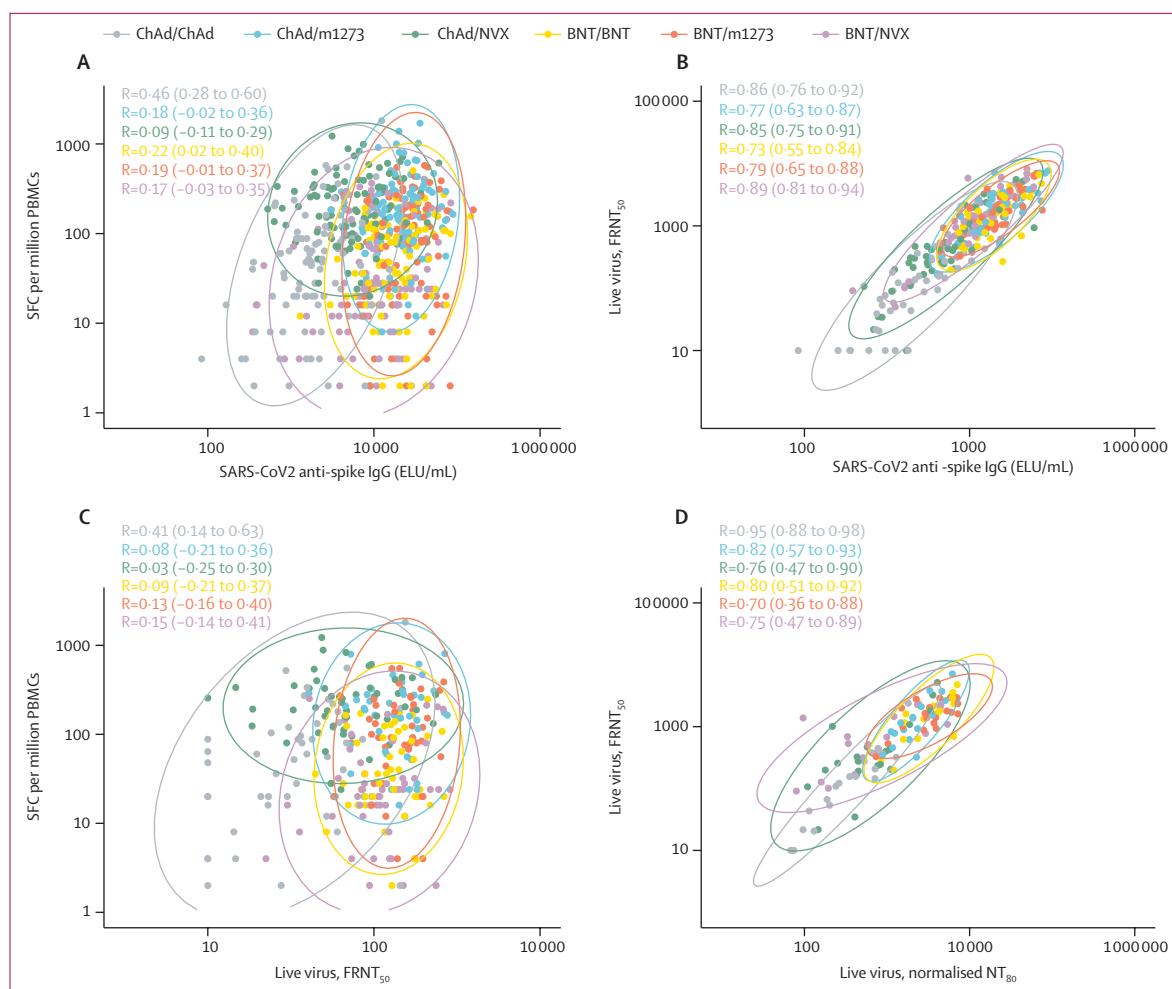 ChAd/ChAd ChAd/m1273 ChAd/NVX BNT/BNT BNT/m1273 BNT/NVX
A
R=0·46 (0·28 to 0·60)
R=0·18 (−0·02 to 0·36)
R=0·09 (−0·11 to 0·29)
R=0·22 (0·02 to 0·40)
R=0·19 (−0·01 to 0·37)
R=0·17 (−0·03 to 0·35)
SFC per million PBMCs
1000
100
10
1
100 10 000 1 000 000
SARS-CoV2 anti-spike IgG (ELU/mL)
B
R=0·86 (0·76 to 0·92)
R=0·77 (0·63 to 0·87)
R=0·85 (0·75 to 0·91)
R=0·73 (0·55 to 0·84)
R=0·79 (0·65 to 0·88)
R=0·89 (0·81 to 0·94)
Live virus, FRNT50
100 000
1000
10
100 1000 1 000 000
SARS-CoV2 anti -spike IgG (ELU/mL)
C
R=0·41 (0·14 to 0·63)
R=0·08 (−0·21 to 0·36)
R=0·03 (−0·25 to 0·30)
R=0·09 (−0·21 to 0·37)
R=0·13 (−0·16 to 0·40)
R=0·15 (−0·14 to 0·41)
SFC per million PBMCs
1000
100
10
1
10 100 10 000
Live virus, FRNT50
D
R=0·95 (0·88 to 0·98)
R=0·82 (0·57 to 0·93)
R=0·76 (0·47 to 0·90)
R=0·80 (0·51 to 0·92)
R=0·70 (0·36 to 0·88)
R=0·75 (0·47 to 0·89)
Live virus, FRNT50
100 000
1000
10
100 10 000 1 000 000
Live virus, normalised NT80